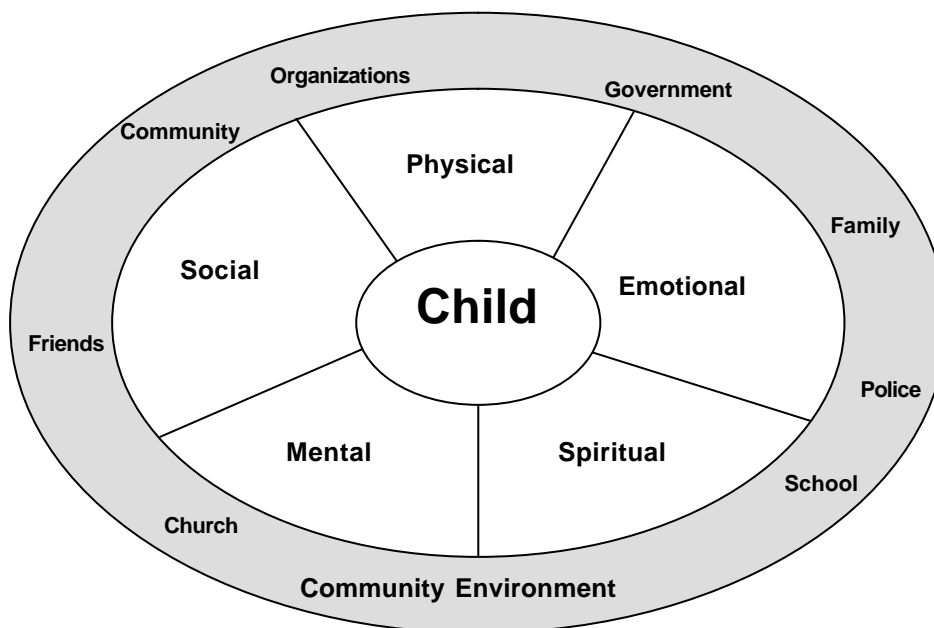 Organizations
Government
Community
Physical
Family
Social
Emotional
Child
Friends
Police
Mental
Spiritual
School
Church
Community Environment